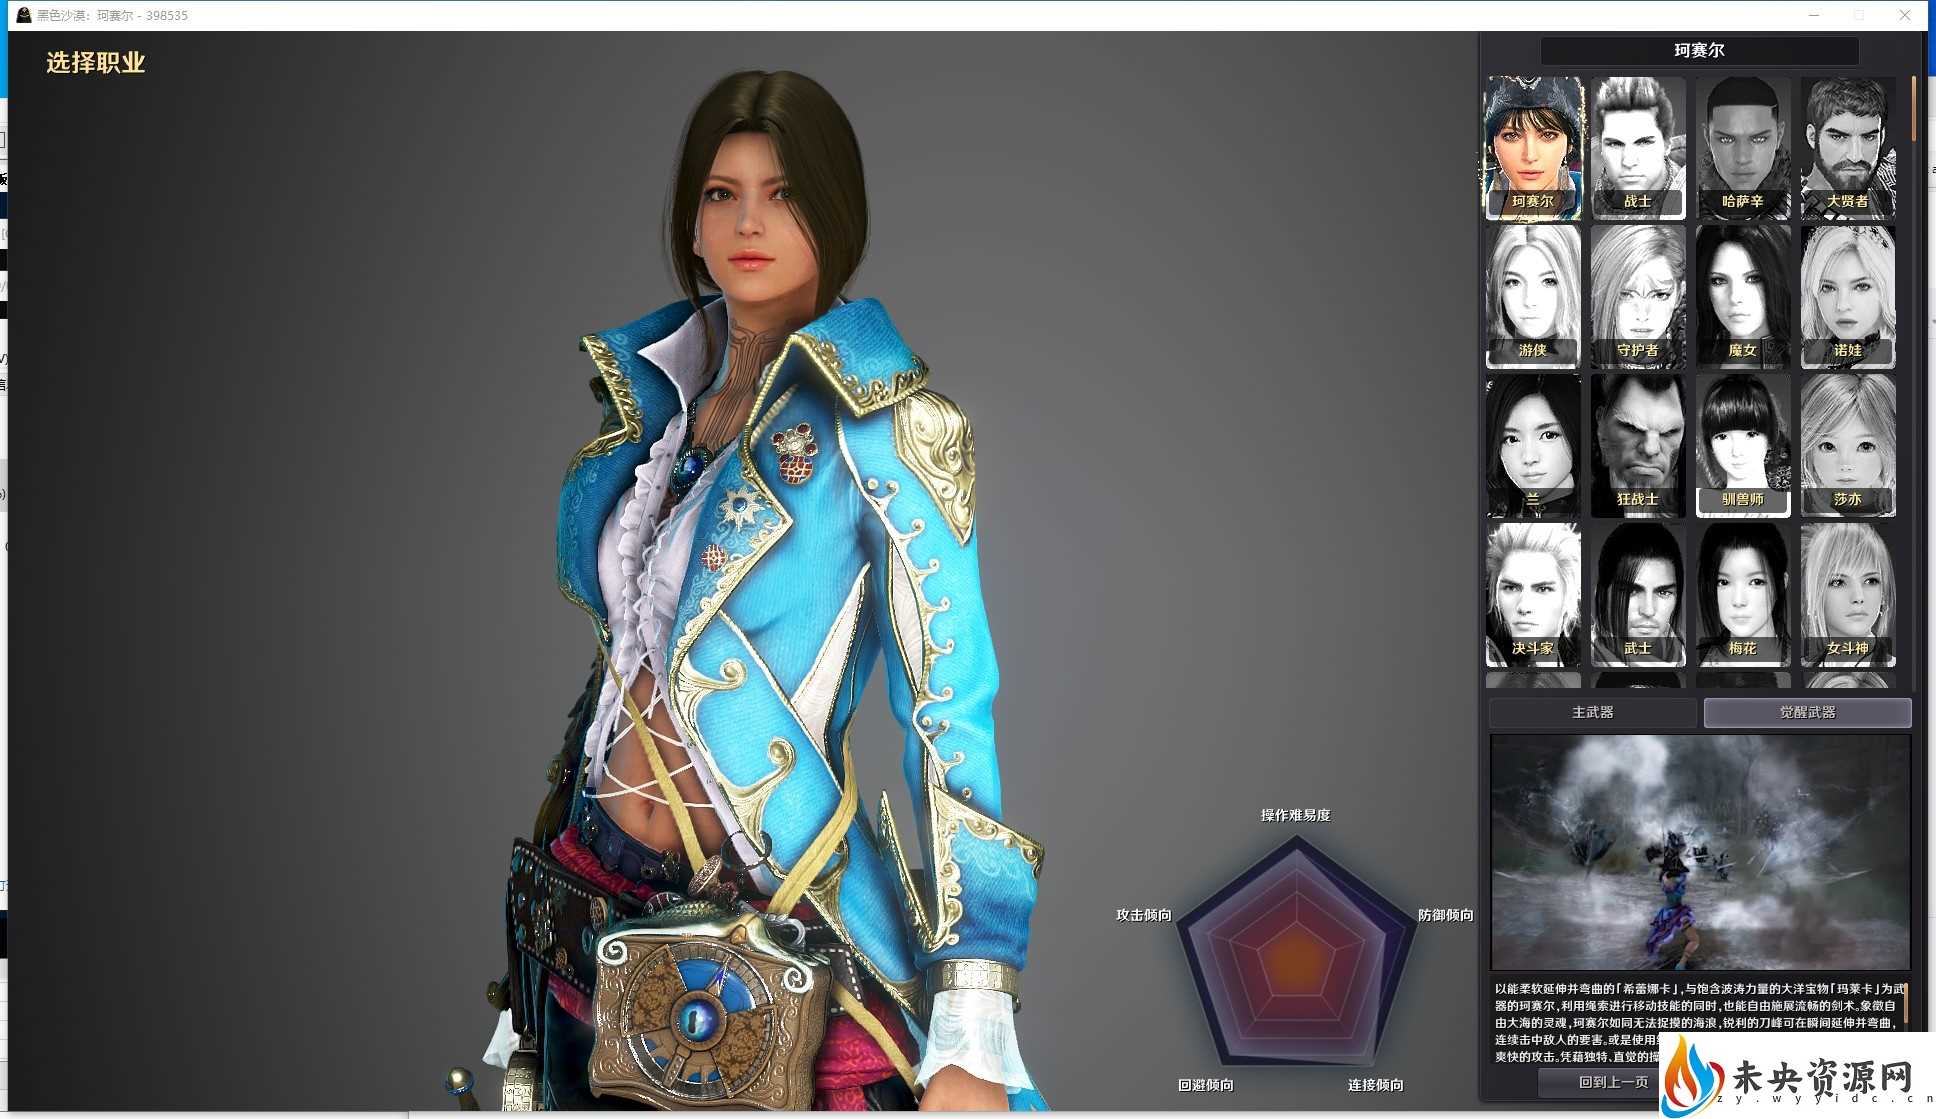 黑色沙漠：珂赛尔 - 398535
选择职业
珂赛尔
珂赛尔 战士 哈萨辛 大贤者
游侠 守护者 魔女 诺娃
兰 狂战士 驯兽师 莎亦
决斗家 武士 梅花 女斗神
主武器 觉醒武器
操作难易度
攻击倾向 防御倾向
回避倾向 连接倾向
以能柔软延伸并弯曲的「希蕾娜卡」，与饱含波涛力量的大洋宝物「玛莱卡」为武
器的珂赛尔，利用绳索进行移动技能的同时，也能自由施展流畅的剑术。象徵自
由大海的灵魂，珂赛尔如同无法捉摸的海浪，锐利的刀峰可在瞬间延伸并弯曲，
连续击中敌人的要害。或是使用
爽快的攻击。凭藉独特、直觉的操
回到上一页
未央资源网
zy.wyyidc.cn